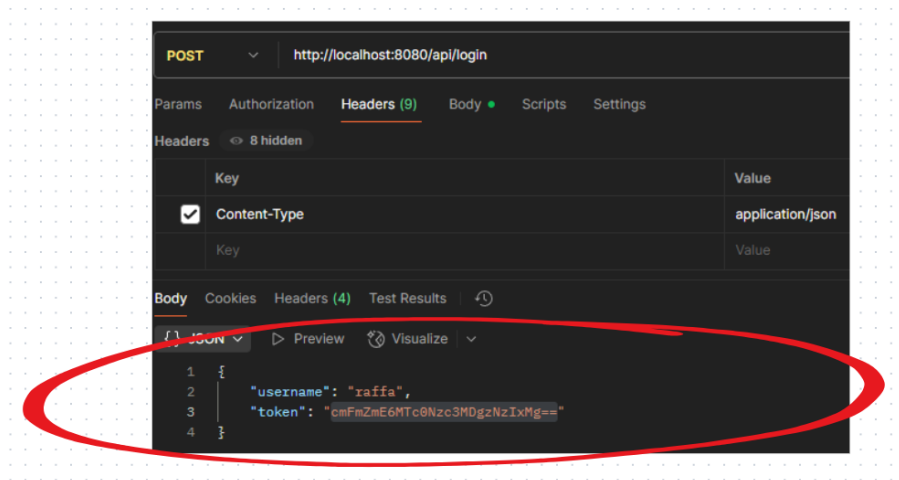 POST http://localhost:8080/api/login
Params Authorization Headers (9) Body Scripts Settings
Headers 8 hidden
Key Value
Content-Type application/json
Key Value
Body Cookies Headers (4) Test Results
{} JSON Preview Visualize
1 {
2 "username": "raffa",
3 "token": "cmFmZmE6MTc0Nzc3MDgzNzIxMg=="
4 }